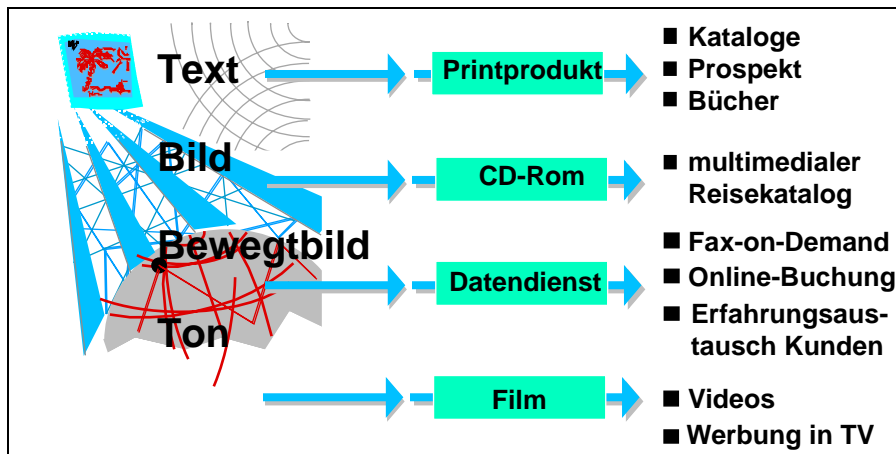 Text
Bild
Bewegtbild
Ton
Printprodukt
CD-Rom
Datendienst
Film
■ Kataloge
■ Prospekt
■ Bücher
■ multimedialer
Reisekatalog
■ Fax-on-Demand
■ Online-Buchung
■ Erfahrungsaus-
tausch Kunden
■ Videos
■ Werbung in TV